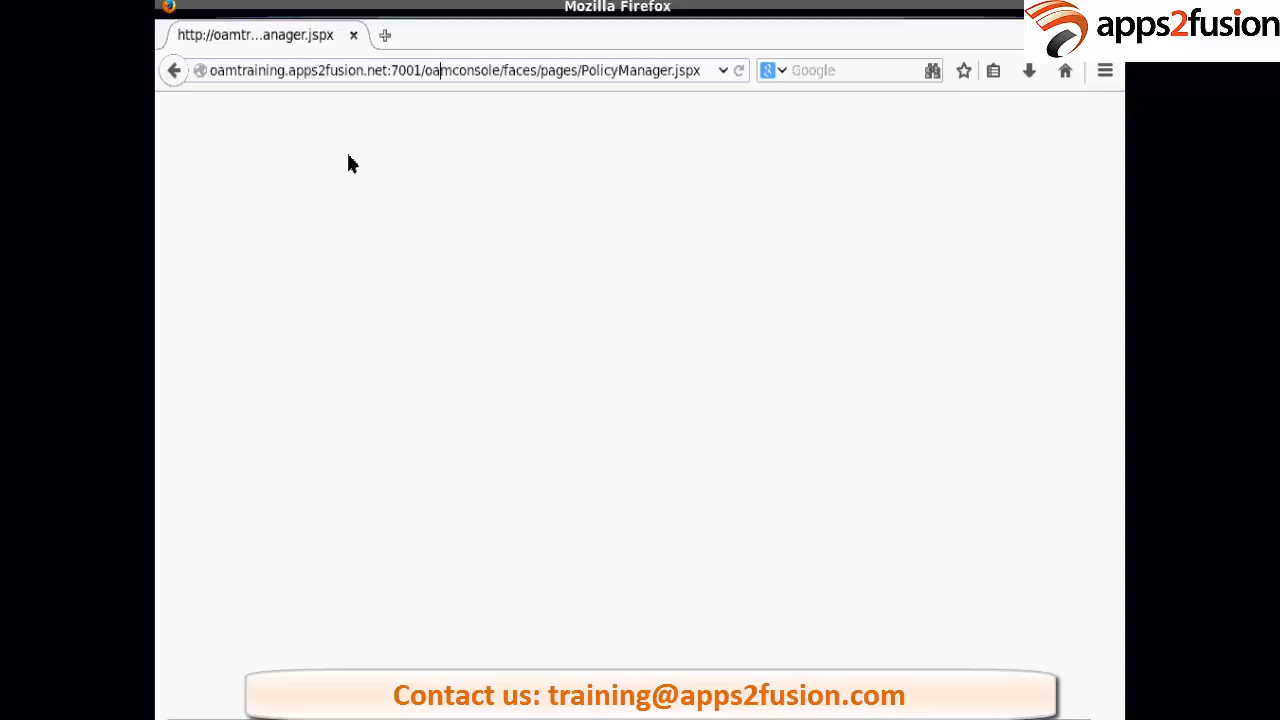 Mozilla Firefox
apps2fusion
http://oamtr...anager.jspx
oamtraining.apps2fusion.net:7001/oamconsole/faces/pages/PolicyManager.jspx
Google
Contact us: training@apps2fusion.com